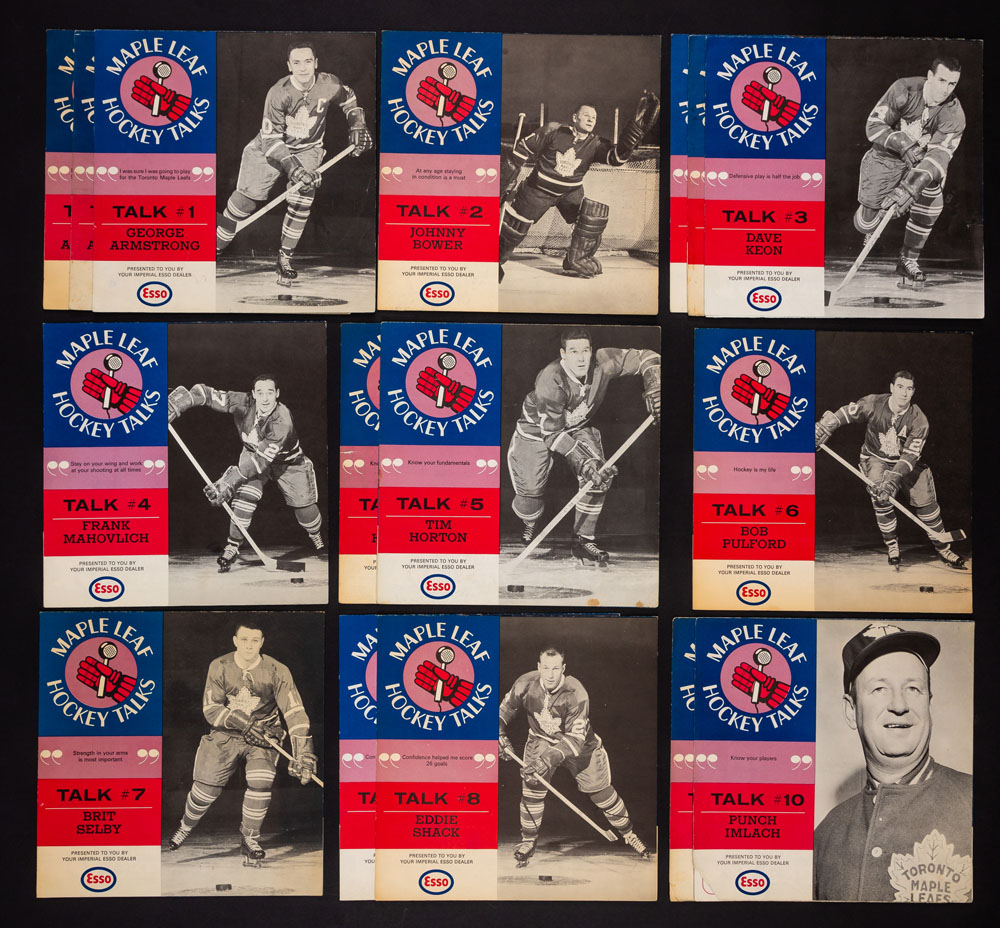 MAPLE LEAF
HOCKEY TALKS
I was sure I was going to play
for the Toronto Maple Leafs
TALK #1
GEORGE
ARMSTRONG
PRESENTED TO YOU BY
YOUR IMPERIAL ESSO DEALER
Esso
MAPLE LEAF
HOCKEY TALKS
At any age staying
in condition is a must
TALK #2
JOHNNY
BOWER
PRESENTED TO YOU BY
YOUR IMPERIAL ESSO DEALER
Esso
MAPLE LEAF
HOCKEY TALKS
Defensive play is half the job
TALK #3
DAVE
KEON
PRESENTED TO YOU BY
YOUR IMPERIAL ESSO DEALER
Esso
MAPLE LEAF
HOCKEY TALKS
Stay on your wing and work
at your shooting at all times
TALK #4
FRANK
MAHOVLICH
PRESENTED TO YOU BY
YOUR IMPERIAL ESSO DEALER
Esso
MAPLE LEAF
HOCKEY TALKS
Know your fundamentals
TALK #5
TIM
HORTON
PRESENTED TO YOU BY
YOUR IMPERIAL ESSO DEALER
Esso
MAPLE LEAF
HOCKEY TALKS
Hockey is my life
TALK #6
BOB
PULFORD
PRESENTED TO YOU BY
YOUR IMPERIAL ESSO DEALER
Esso
MAPLE LEAF
HOCKEY TALKS
Strength in your arms
is most important
TALK #7
BRIT
SELBY
PRESENTED TO YOU BY
YOUR IMPERIAL ESSO DEALER
Esso
MAPLE LEAF
HOCKEY TALKS
Confidence helped me score
26 goals
TALK #8
EDDIE
SHACK
PRESENTED TO YOU BY
YOUR IMPERIAL ESSO DEALER
Esso
MAPLE LEAF
HOCKEY TALKS
Know your players
TALK #10
PUNCH
IMLACH
PRESENTED TO YOU BY
YOUR IMPERIAL ESSO DEALER
Esso
TORONTO
MAPLE
LEAFS